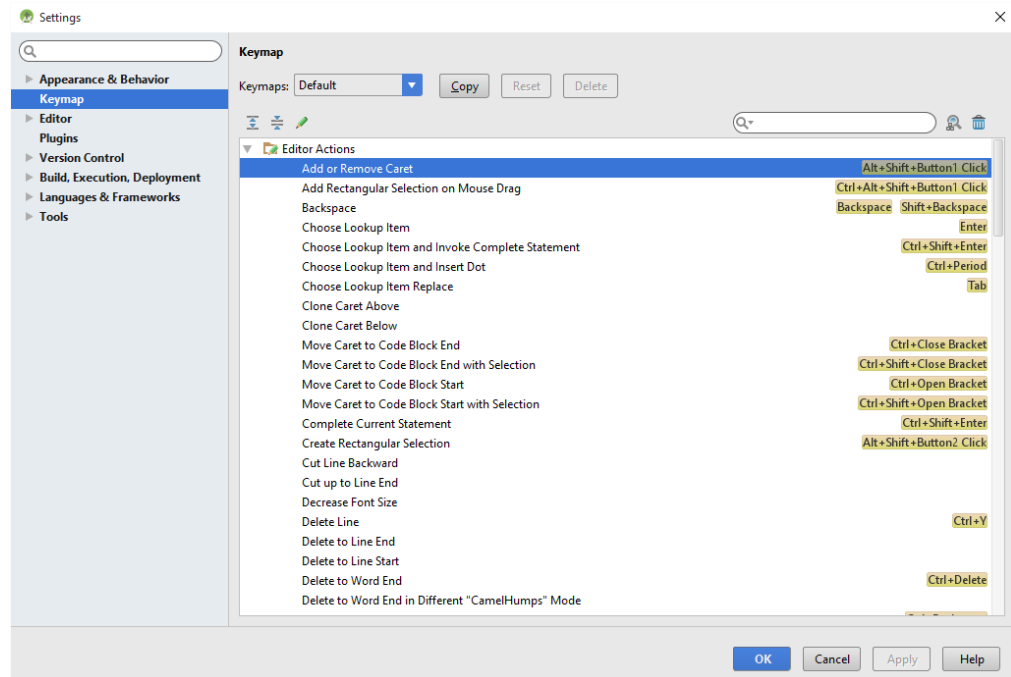 Settings
Appearance & Behavior
Keymap
Editor
Plugins
Version Control
Build, Execution, Deployment
Languages & Frameworks
Tools
Keymap
Keymaps: Default Copy Reset Delete
Editor Actions
Add or Remove Caret Alt+Shift+Button1 Click
Add Rectangular Selection on Mouse Drag Ctrl+Alt+Shift+Button1 Click
Backspace Backspace Shift+Backspace
Choose Lookup Item Enter
Choose Lookup Item and Invoke Complete Statement Ctrl+Shift+Enter
Choose Lookup Item and Insert Dot Ctrl+Period
Choose Lookup Item Replace Tab
Clone Caret Above
Clone Caret Below
Move Caret to Code Block End Ctrl+Close Bracket
Move Caret to Code Block End with Selection Ctrl+Shift+Close Bracket
Move Caret to Code Block Start Ctrl+Open Bracket
Move Caret to Code Block Start with Selection Ctrl+Shift+Open Bracket
Complete Current Statement Ctrl+Shift+Enter
Create Rectangular Selection Alt+Shift+Button2 Click
Cut Line Backward
Cut up to Line End
Decrease Font Size
Delete Line Ctrl+Y
Delete to Line End
Delete to Line Start
Delete to Word End Ctrl+Delete
Delete to Word End in Different "CamelHumps" Mode
OK Cancel Apply Help